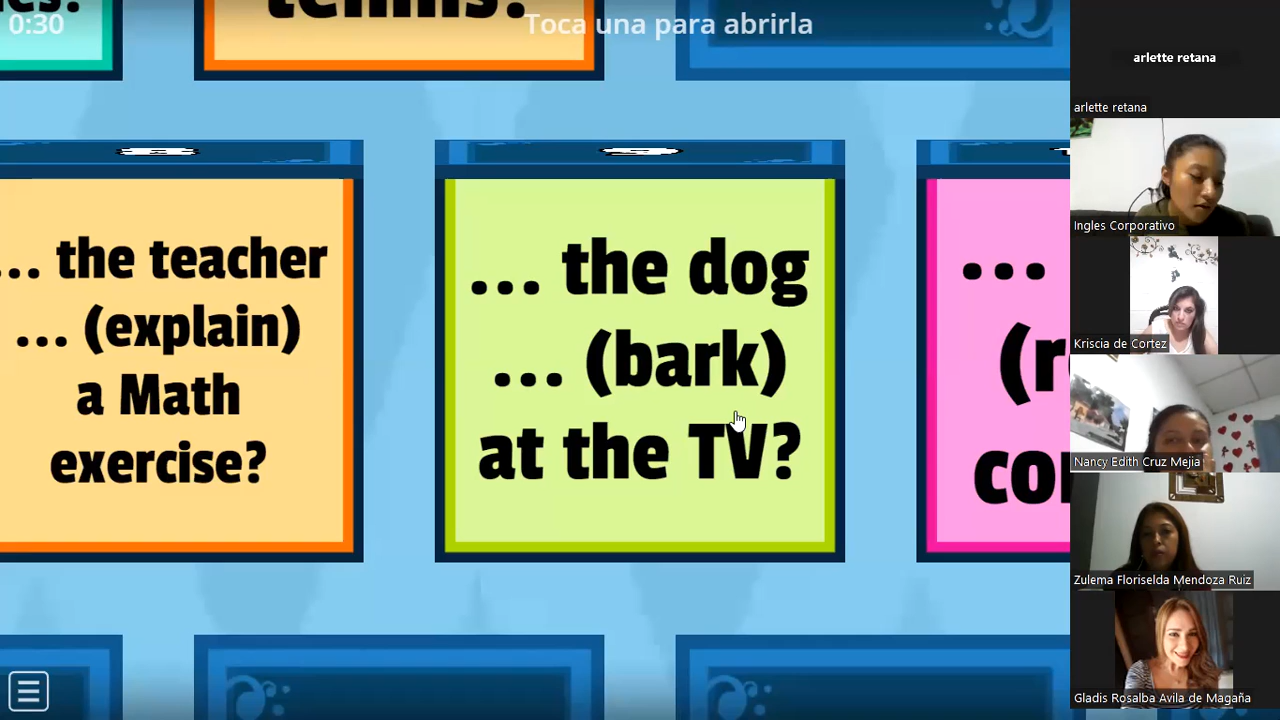 es?
tennis?
0:30
Toca una para abrirla
... the teacher
... (explain)
a Math
exercise?
... the dog
... (bark)
at the TV?
...
arlette retana
arlette retana
Ingles Corporativo
Kriscia de Cortez
Nancy Edith Cruz Mejia
Zulema Floriselda Mendoza Ruiz
Gladis Rosalba Avila de Magaña